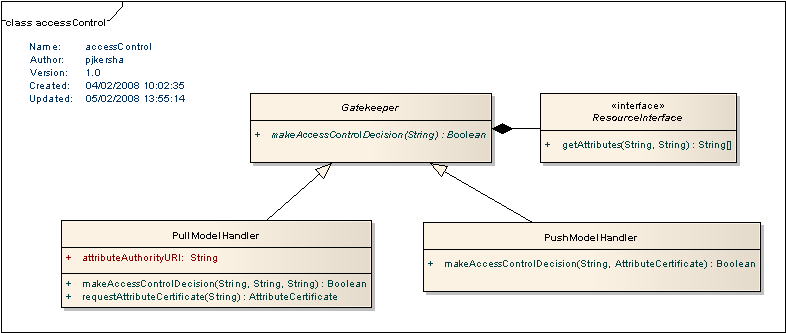 class accessControl
Name: accessControl
Author: pjkersha
Version: 1.0
Created: 04/02/2008 10:02:35
Updated: 05/02/2008 13:55:14
Gatekeeper
+ makeAccessControlDecision(String) : Boolean
«interface»
ResourceInterface
+ getAttributes(String, String) : String[]
PullModelHandler
+ attributeAuthorityURI: String
+ makeAccessControlDecision(String, String, String) : Boolean
+ requestAttributeCertificate(String) : AttributeCertificate
PushModelHandler
+ makeAccessControlDecision(String, AttributeCertificate) : Boolean